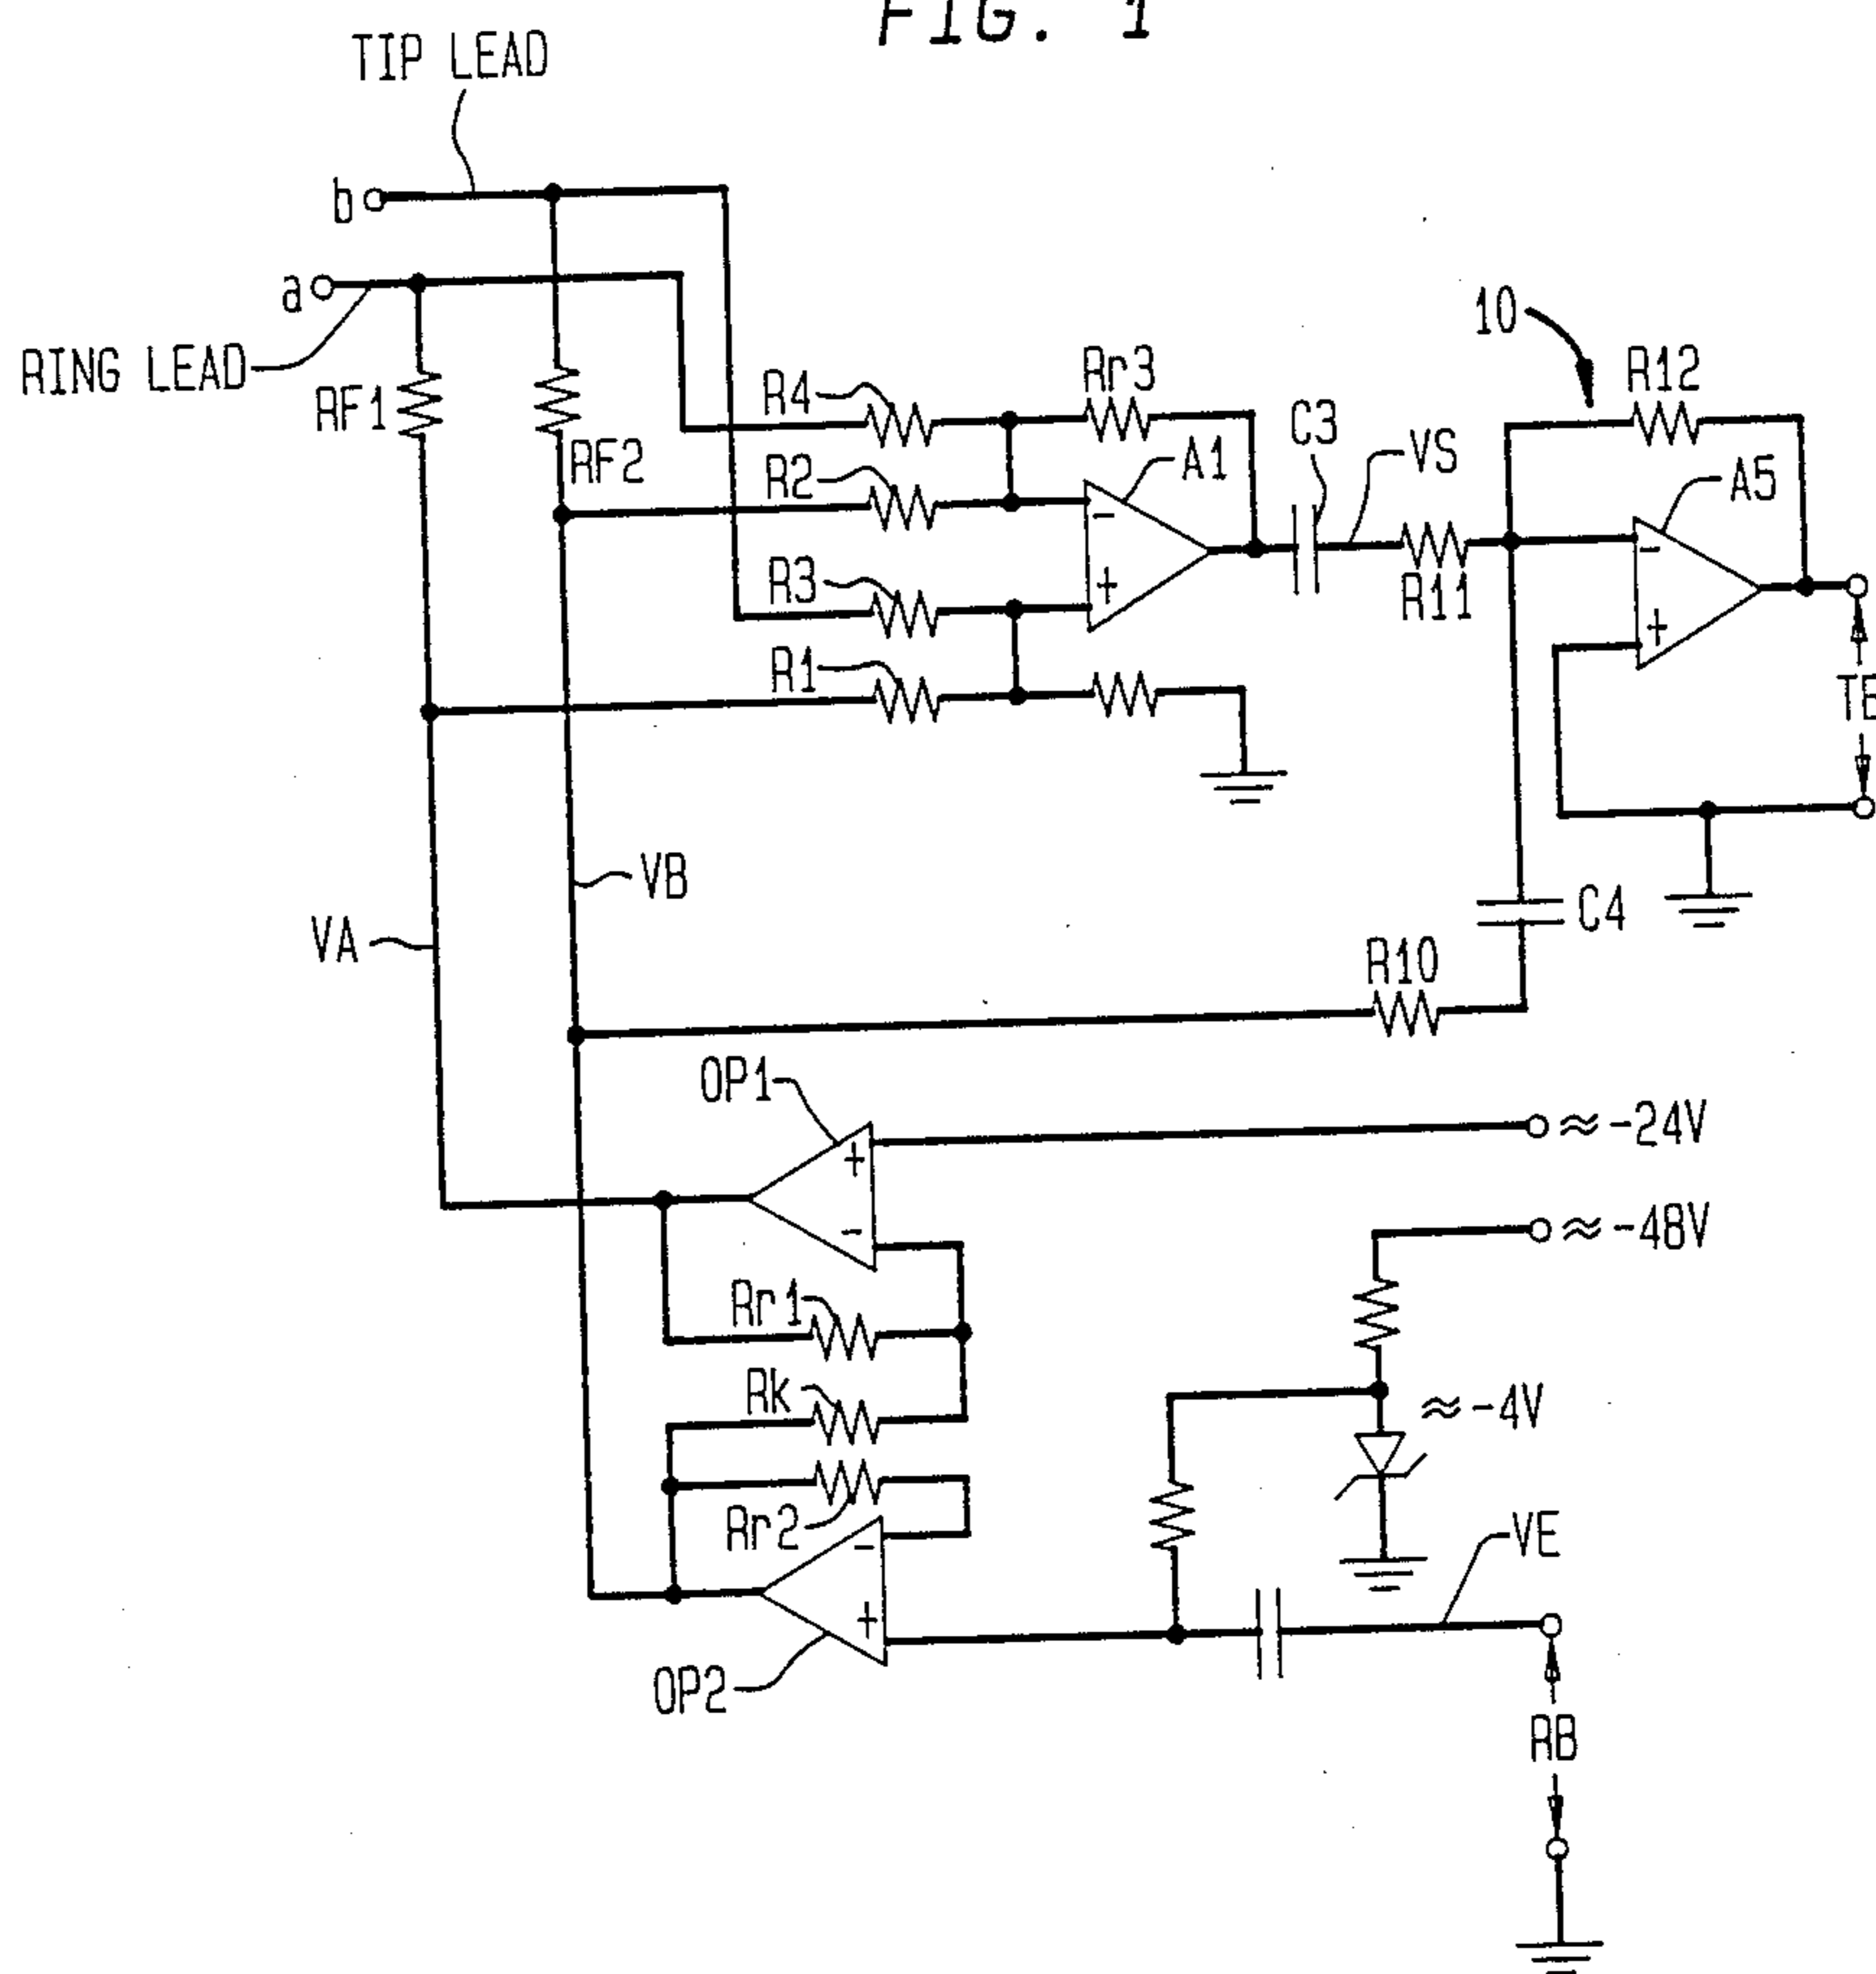 FIG. 1
TIP LEAD
b
a
RING LEAD
RF1
RF2
R4
Rr3
R2
A1
C3
VS
10
R12
A5
R3
R11
R1
TE
VB
VA
C4
R10
OP1
≈ -24V
≈ -48V
Rr1
Rk
≈ -4V
Rr2
VE
OP2
RB
+
-
+
-
+
-
-
+